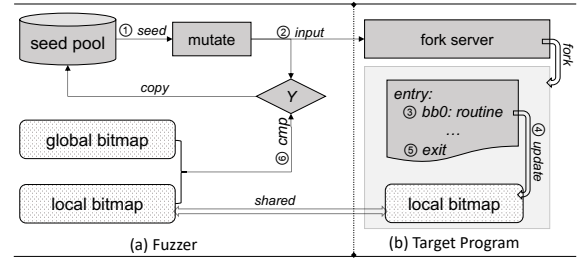 ① seed
② input
seed pool
mutate
fork server
fork
copy
Y
entry:
③ bb0: routine
...
⑤ exit
④ update
global bitmap
⑥ cmp
local bitmap
shared
local bitmap
(a) Fuzzer
(b) Target Program